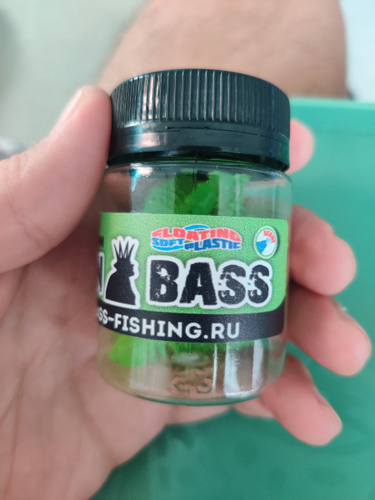 FLOATING
SOFT PLASTIC
N BASS
SS-FISHING.RU